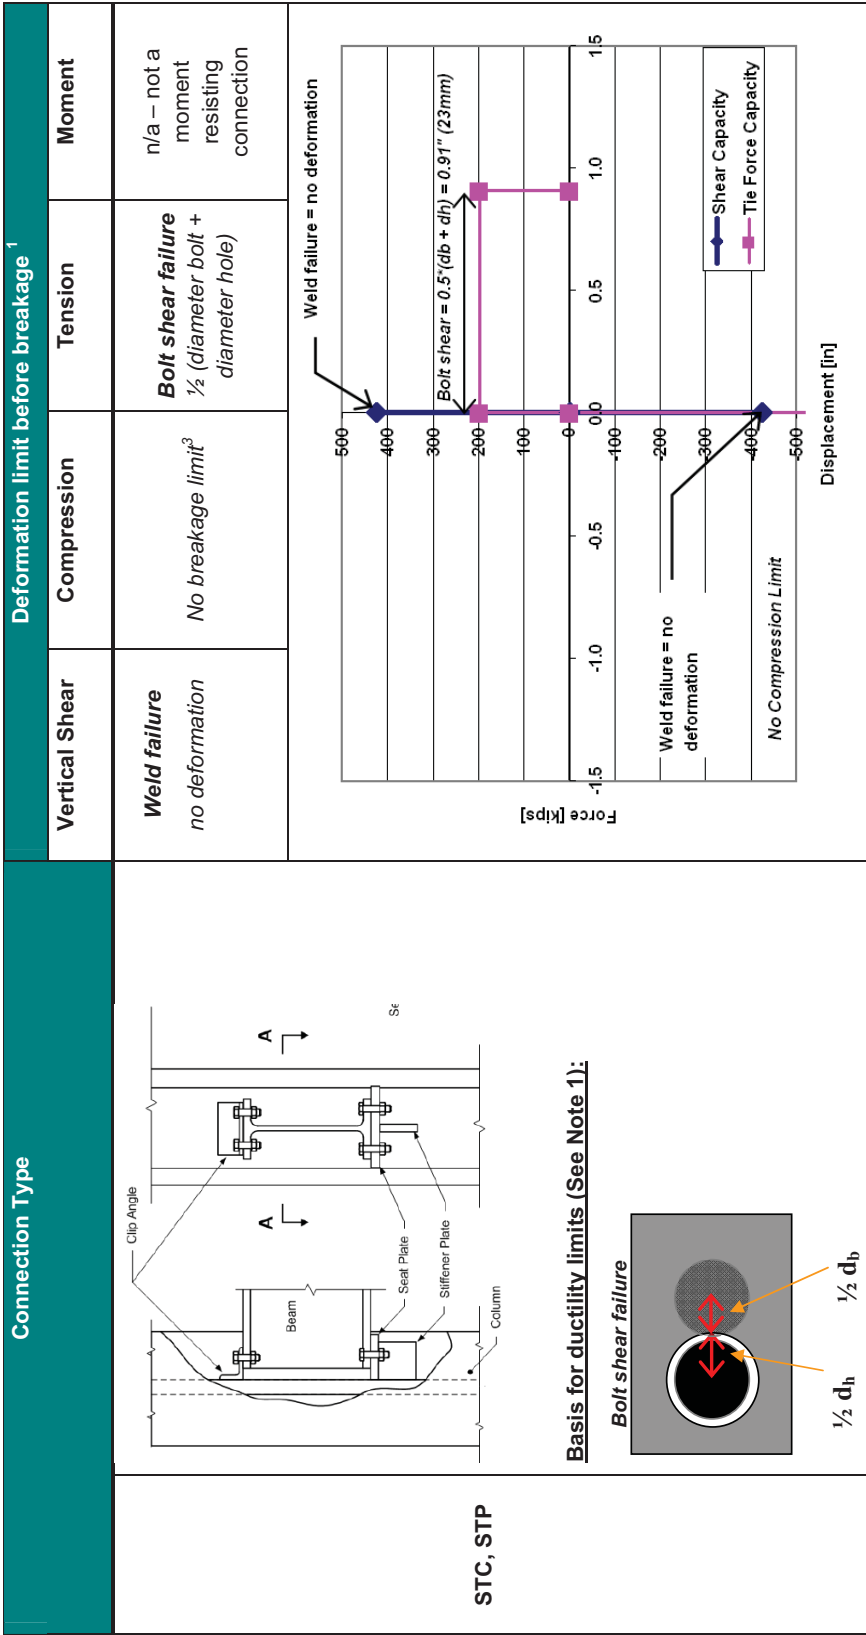 Connection Type
Deformation limit before breakage 1
Vertical Shear
Compression
Tension
Moment
STC, STP
Clip Angle
A
A
Beam
Seat Plate
Stiffener Plate
Column
Basis for ductility limits (See Note 1):
Bolt shear failure
½ dh
½ db
Weld failure
no deformation
No breakage limit3
Bolt shear failure
½ (diameter bolt +
diameter hole)
n/a – not a
moment
resisting
connection
Force [kips]
500
400
300
200
100
0
-100
-200
-300
-400
-500
-1.5
-1.0
-0.5
0.0
0.5
1.0
1.5
Displacement [in]
Weld failure = no deformation
Bolt shear = 0.5*(db + dh) = 0.91" (23mm)
Weld failure = no
deformation
No Compression Limit
Shear Capacity
Tie Force Capacity